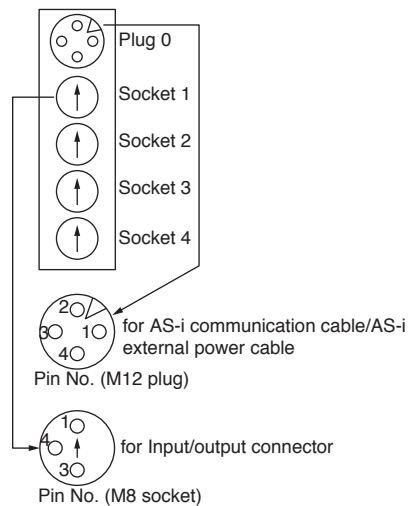 Plug 0
Socket 1
Socket 2
Socket 3
Socket 4
2
3
1
4
for AS-i communication cable/AS-i
external power cable
Pin No. (M12 plug)
1
4
3
for Input/output connector
Pin No. (M8 socket)